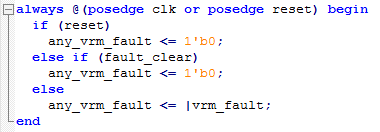 always @(posedge clk or posedge reset) begin
if (reset)
any_vrm_fault <= 1'b0;
else if (fault_clear)
any_vrm_fault <= 1'b0;
else
any_vrm_fault <= |vrm_fault;
end